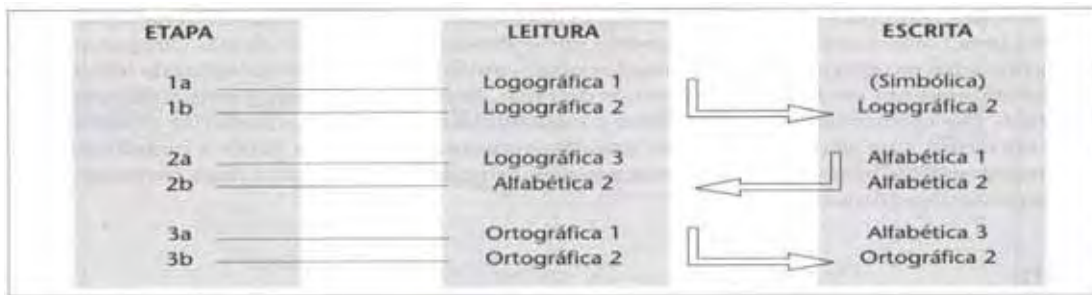 ETAPA LEITURA ESCRITA
1a Logográfica 1 (Simbólica)
1b Logográfica 2 Logográfica 2
2a Logográfica 3 Alfabética 1
2b Alfabética 2 Alfabética 2
3a Ortográfica 1 Alfabética 3
3b Ortográfica 2 Ortográfica 2